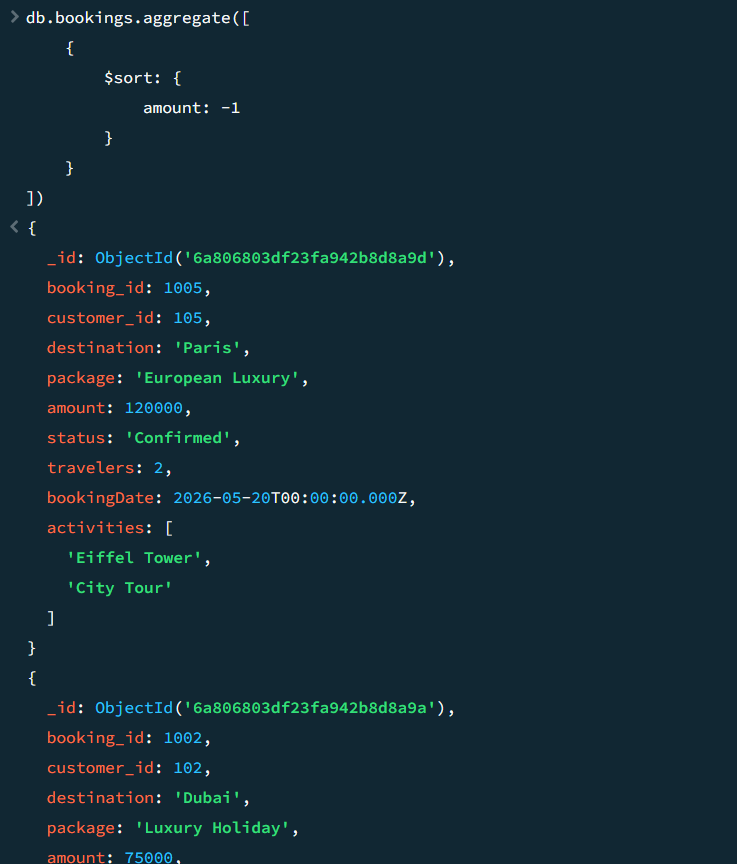 db.bookings.aggregate([
    {
        $sort: {
            amount: -1
        }
    }
])
{
  _id: ObjectId('6a806803df23fa942b8d8a9d'),
  booking_id: 1005,
  customer_id: 105,
  destination: 'Paris',
  package: 'European Luxury',
  amount: 120000,
  status: 'Confirmed',
  travelers: 2,
  bookingDate: 2026-05-20T00:00:00.000Z,
  activities: [
    'Eiffel Tower',
    'City Tour'
  ]
}
{
  _id: ObjectId('6a806803df23fa942b8d8a9a'),
  booking_id: 1002,
  customer_id: 102,
  destination: 'Dubai',
  package: 'Luxury Holiday',
  amount: 75000,